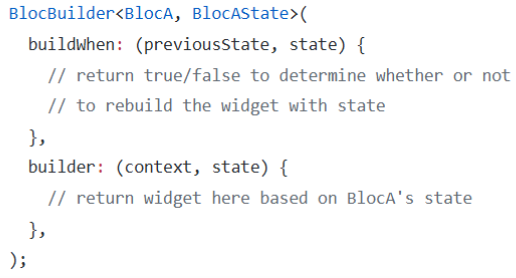 BlocBuilder<BlocA, BlocAState>(
  buildWhen: (previousState, state) {
    // return true/false to determine whether or not
    // to rebuild the widget with state
  },
  builder: (context, state) {
    // return widget here based on BlocA's state
  },
);